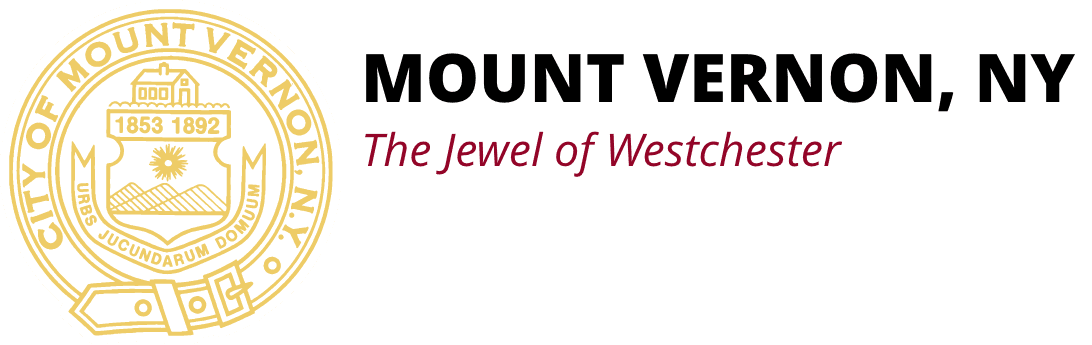 CITY OF MOUNT VERNON, N.Y.
1853 1892
URBS JUCUNDARUM DOMUUM
MOUNT VERNON, NY
The Jewel of Westchester